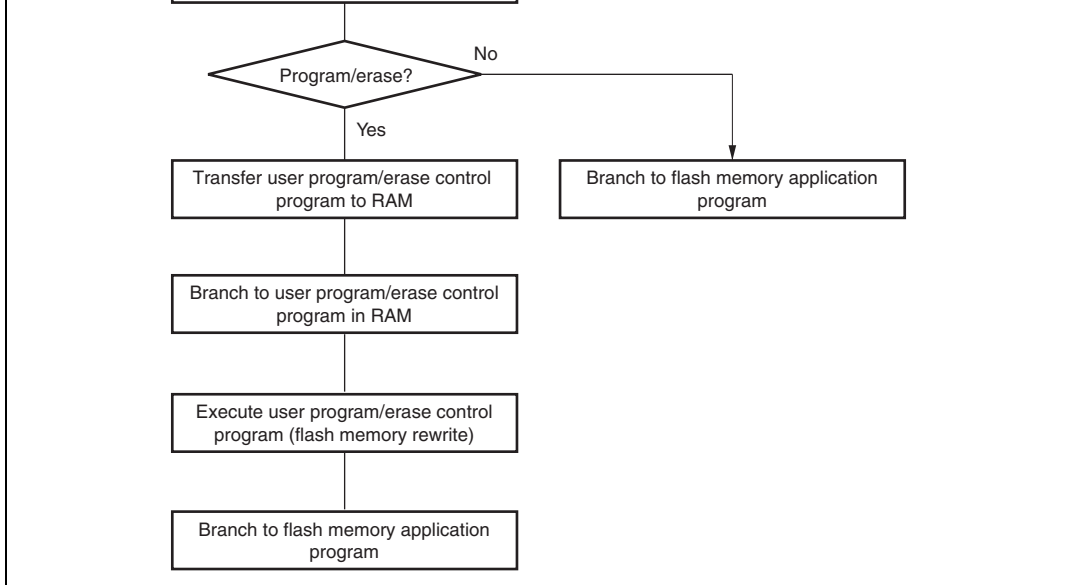 No
Program/erase?
Yes
Transfer user program/erase control
program to RAM
Branch to flash memory application
program
Branch to user program/erase control
program in RAM
Execute user program/erase control
program (flash memory rewrite)
Branch to flash memory application
program